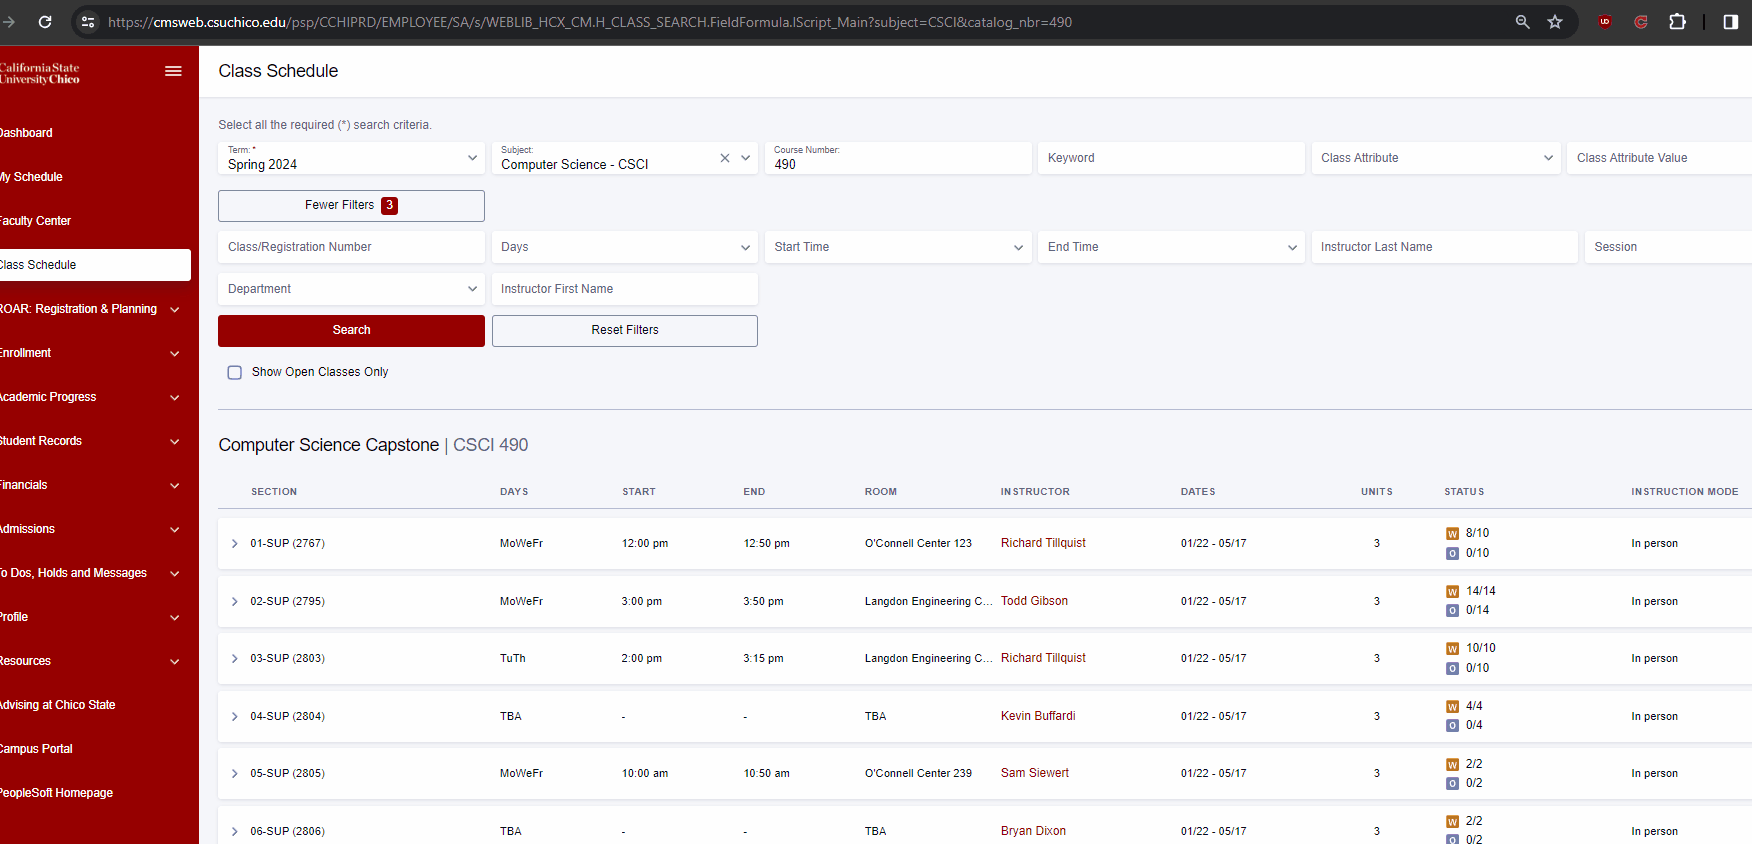 https://cmsweb.csuchico.edu/psp/CCHIPRD/EMPLOYEE/SA/s/WEBLIB_HCX_CM.H_CLASS_SEARCH.FieldFormula.IScript_Main?subject=CSCI&catalog_nbr=490
California State
University Chico
Class Schedule
Dashboard
My Schedule
Faculty Center
Class Schedule
ROAR: Registration & Planning
Enrollment
Academic Progress
Student Records
Financials
Admissions
To Dos, Holds and Messages
Profile
Resources
Advising at Chico State
Campus Portal
PeopleSoft Homepage
Select all the required (*) search criteria.
Term: * Subject: Course Number:
Spring 2024 Computer Science - CSCI 490 Keyword Class Attribute Class Attribute Value
Fewer Filters 3
Class/Registration Number Days Start Time End Time Instructor Last Name Session
Department Instructor First Name
Search Reset Filters
Show Open Classes Only
Computer Science Capstone | CSCI 490
SECTION DAYS START END ROOM INSTRUCTOR DATES UNITS STATUS INSTRUCTION MODE
01-SUP (2767) MoWeFr 12:00 pm 12:50 pm O'Connell Center 123 Richard Tillquist 01/22 - 05/17 3 W 8/10 In person
O 0/10
02-SUP (2795) MoWeFr 3:00 pm 3:50 pm Langdon Engineering C... Todd Gibson 01/22 - 05/17 3 W 14/14 In person
O 0/14
03-SUP (2803) TuTh 2:00 pm 3:15 pm Langdon Engineering C... Richard Tillquist 01/22 - 05/17 3 W 10/10 In person
O 0/10
04-SUP (2804) TBA - - TBA Kevin Buffardi 01/22 - 05/17 3 W 4/4 In person
O 0/4
05-SUP (2805) MoWeFr 10:00 am 10:50 am O'Connell Center 239 Sam Siewert 01/22 - 05/17 3 W 2/2 In person
O 0/2
06-SUP (2806) TBA - - TBA Bryan Dixon 01/22 - 05/17 3 W 2/2 In person
O 0/2